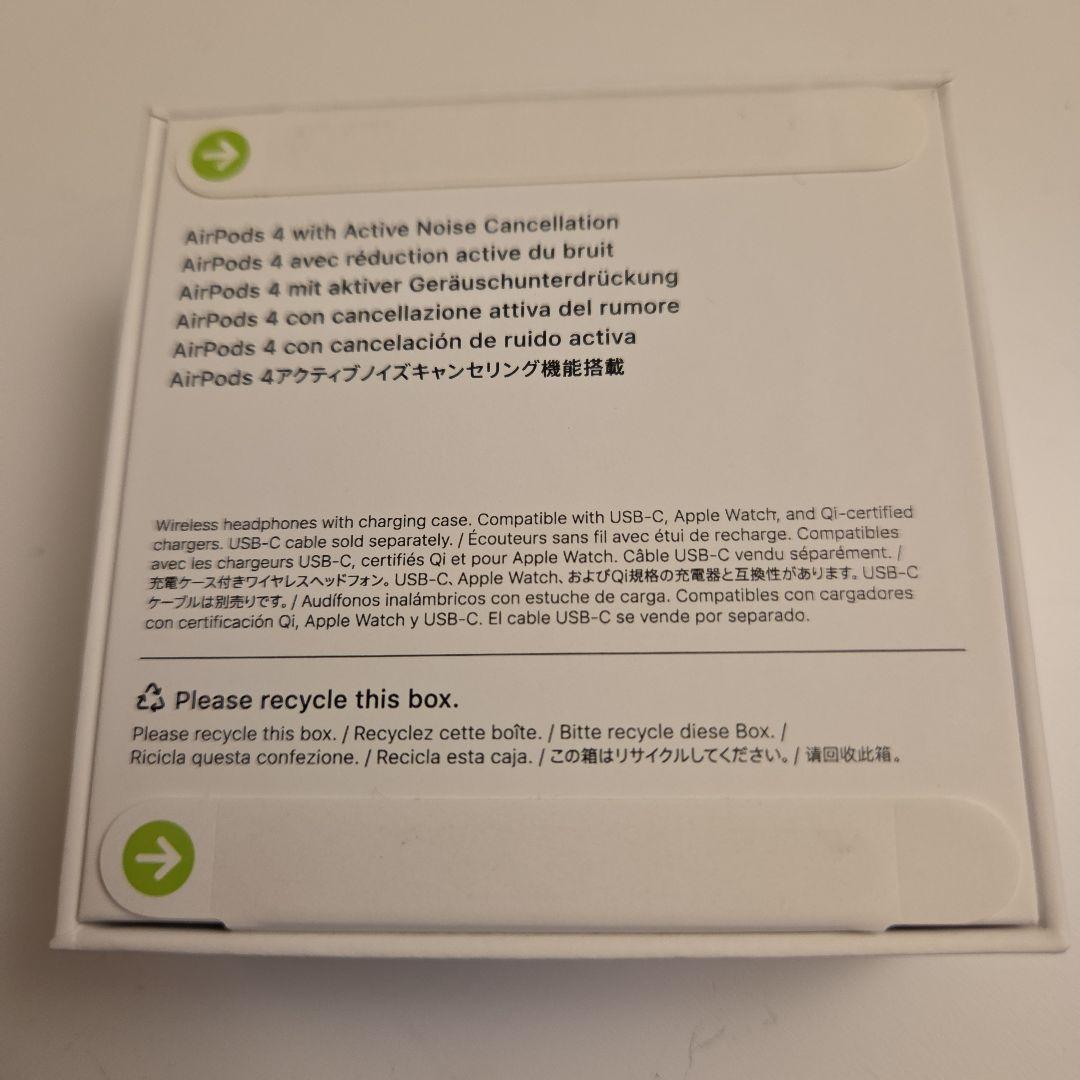 AirPods 4 with Active Noise Cancellation
AirPods 4 avec réduction active du bruit
AirPods 4 mit aktiver Geräuschunterdrückung
AirPods 4 con cancellazione attiva del rumore
AirPods 4 con cancelación de ruido activa
AirPods 4アクティブノイズキャンセリング機能搭載
Wireless headphones with charging case. Compatible with USB-C, Apple Watch, and Qi-certified
chargers. USB-C cable sold separately. / Écouteurs sans fil avec étui de recharge. Compatibles
avec les chargeurs USB-C, certifiés Qi et pour Apple Watch. Câble USB-C vendu séparément. /
充電ケース付きワイヤレスヘッドフォン。USB-C、Apple Watch、およびQi規格の充電器と互換性があります。USB-C
ケーブルは別売りです。/ Audífonos inalámbricos con estuche de carga. Compatibles con cargadores
con certificación Qi, Apple Watch y USB-C. El cable USB-C se vende por separado.
Please recycle this box.
Please recycle this box. / Recyclez cette boîte. / Bitte recycle diese Box. /
Ricicla questa confezione. / Recicla esta caja. / この箱はリサイクルしてください。/ 请回收此箱。